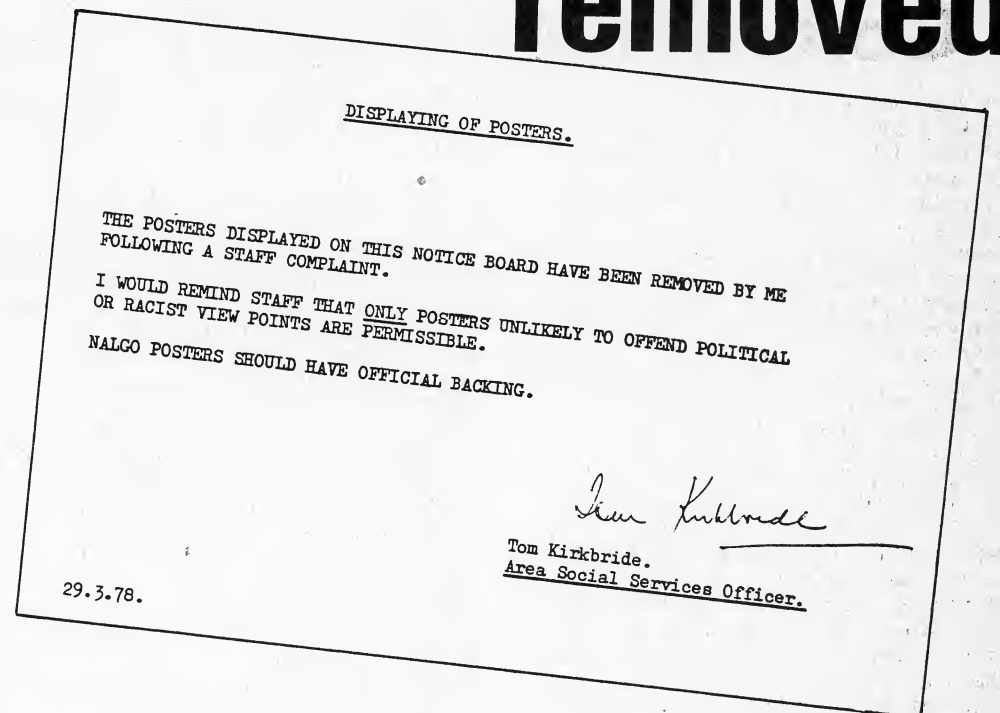 removed
DISPLAYING OF POSTERS.
THE POSTERS DISPLAYED ON THIS NOTICE BOARD HAVE BEEN REMOVED BY ME
FOLLOWING A STAFF COMPLAINT.
I WOULD REMIND STAFF THAT ONLY POSTERS UNLIKELY TO OFFEND POLITICAL
OR RACIST VIEW POINTS ARE PERMISSIBLE.
NALGO POSTERS SHOULD HAVE OFFICIAL BACKING.
Tom Kirkbride
Tom Kirkbride.
Area Social Services Officer.
29.3.78.